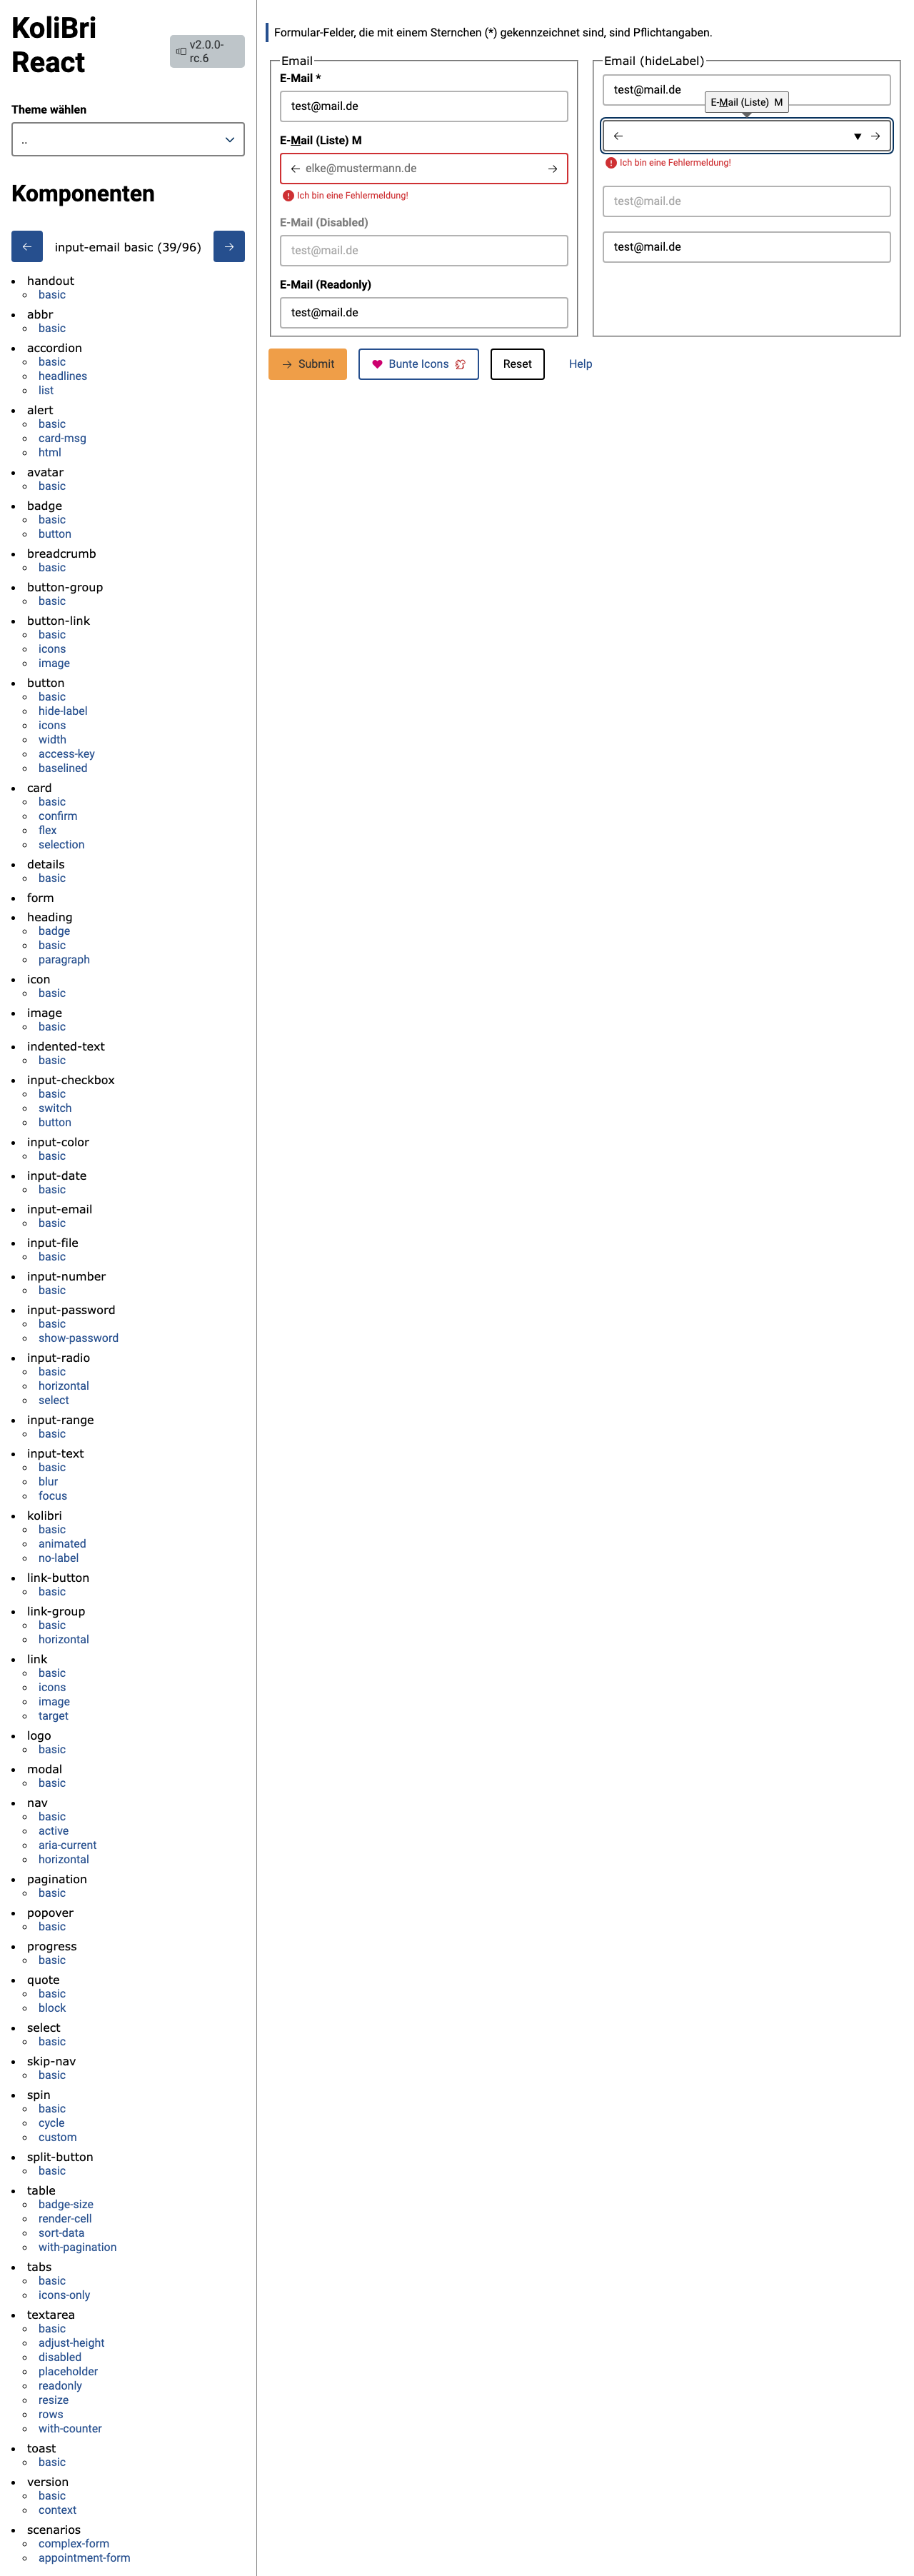 KoliBri
React
v2.0.0-
rc.6
Theme wählen
..
Komponenten
input-email basic (39/96)
handout
basic
abbr
basic
accordion
basic
headlines
list
alert
basic
card-msg
html
avatar
basic
badge
basic
button
breadcrumb
basic
button-group
basic
button-link
basic
icons
image
button
basic
hide-label
icons
width
access-key
baselined
card
basic
confirm
flex
selection
details
basic
form
heading
badge
basic
paragraph
icon
basic
image
basic
indented-text
basic
input-checkbox
basic
switch
button
input-color
basic
input-date
basic
input-email
basic
input-file
basic
input-number
basic
input-password
basic
show-password
input-radio
basic
horizontal
select
input-range
basic
input-text
basic
blur
focus
kolibri
basic
animated
no-label
link-button
basic
link-group
basic
horizontal
link
basic
icons
image
target
logo
basic
modal
basic
nav
basic
active
aria-current
horizontal
pagination
basic
popover
basic
progress
basic
quote
basic
block
select
basic
skip-nav
basic
spin
basic
cycle
custom
split-button
basic
table
badge-size
render-cell
sort-data
with-pagination
tabs
basic
icons-only
textarea
basic
adjust-height
disabled
placeholder
readonly
resize
rows
with-counter
toast
basic
version
basic
context
scenarios
complex-form
appointment-form
Formular-Felder, die mit einem Sternchen (*) gekennzeichnet sind, sind Pflichtangaben.
Email
E-Mail *
test@mail.de
E-Mail (Liste) M
elke@mustermann.de
Ich bin eine Fehlermeldung!
E-Mail (Disabled)
test@mail.de
E-Mail (Readonly)
test@mail.de
Email (hideLabel)
test@mail.de
E-Mail (Liste) M
Ich bin eine Fehlermeldung!
test@mail.de
test@mail.de
Submit
Bunte Icons
Reset
Help